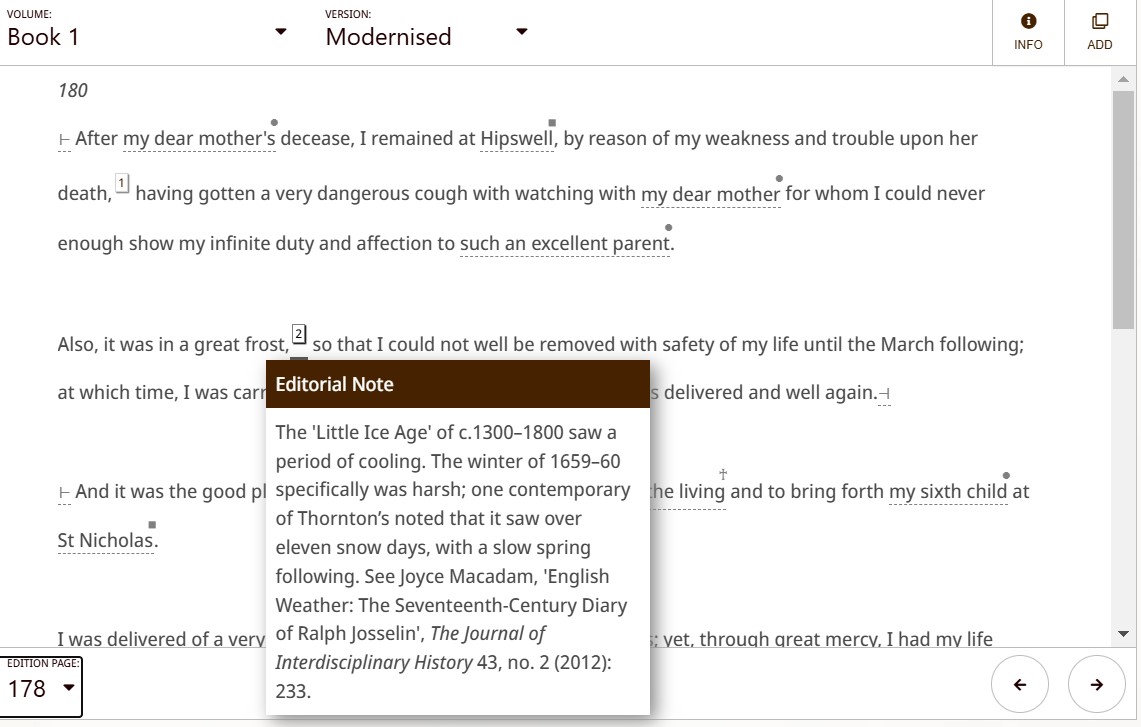 VOLUME:
Book 1
VERSION:
Modernised
INFO
ADD
180
⊢ After my dear mother's decease, I remained at Hipswell, by reason of my weakness and trouble upon her
death, 1 having gotten a very dangerous cough with watching with my dear mother for whom I could never
enough show my infinite duty and affection to such an excellent parent.
Also, it was in a great frost, 2 so that I could not well be removed with safety of my life until the March following;
at which time, I was carr s delivered and well again.⊣
Editorial Note
The 'Little Ice Age' of c.1300–1800 saw a
period of cooling. The winter of 1659–60
specifically was harsh; one contemporary
of Thornton’s noted that it saw over
eleven snow days, with a slow spring
following. See Joyce Macadam, 'English
Weather: The Seventeenth-Century Diary
of Ralph Josselin', The Journal of
Interdisciplinary History 43, no. 2 (2012):
233.
⊢ And it was the good pl the living† and to bring forth my sixth child at
St Nicholas.
I was delivered of a very s; yet, through great mercy, I had my life
EDITION PAGE:
178